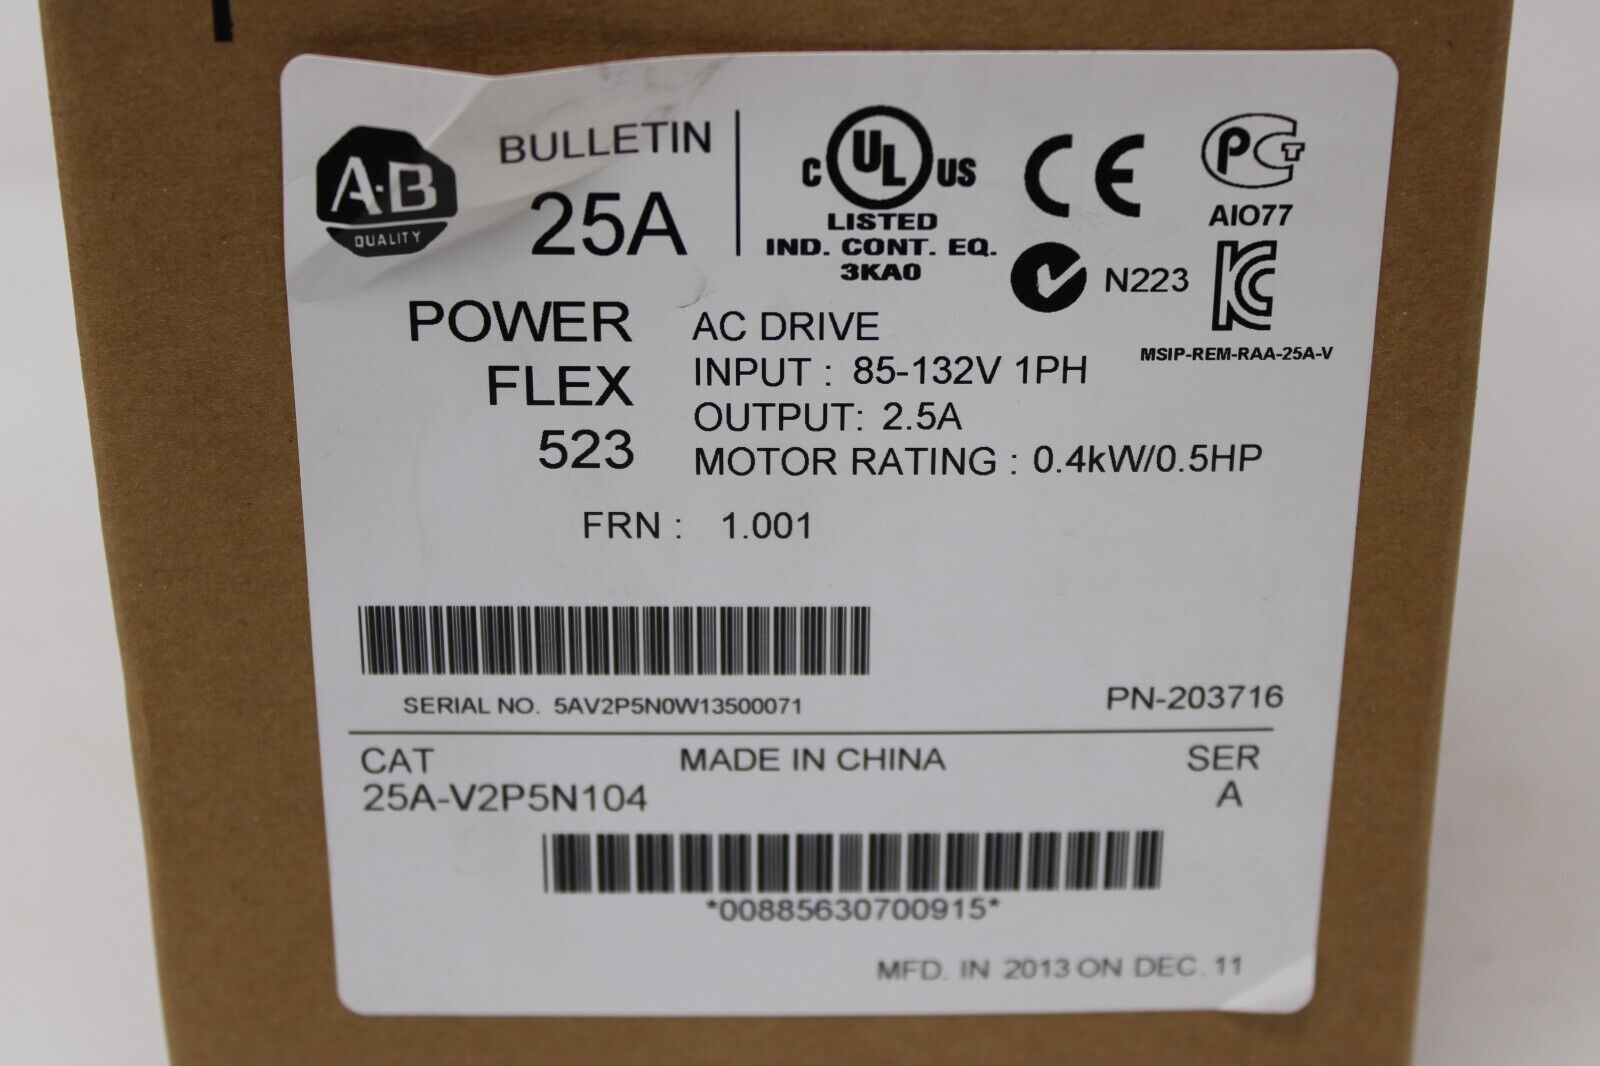 A-B
QUALITY
BULLETIN
25A
C UL US
LISTED
IND. CONT. EQ.
3KA0
CE
PCT
AIO77
N223
KC
MSIP-REM-RAA-25A-V
POWER
FLEX
523
AC DRIVE
INPUT : 85-132V 1PH
OUTPUT: 2.5A
MOTOR RATING : 0.4kW/0.5HP
FRN : 1.001
SERIAL NO. 5AV2P5N0W13500071
PN-203716
CAT
25A-V2P5N104
MADE IN CHINA
SER
A
*00885630700915*
MFD. IN 2013 ON DEC. 11